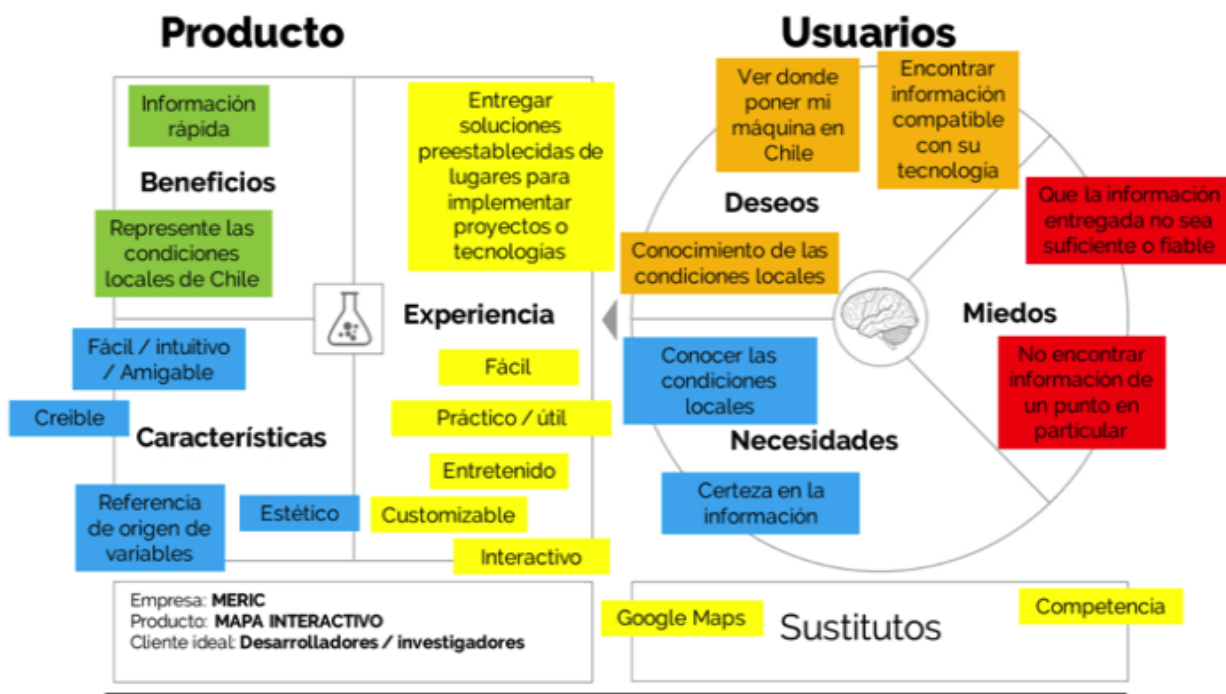 Producto
Información
rápida
Beneficios
Represente las
condiciones
locales de Chile
Entregar
soluciones
preestablecidas de
lugares para
implementar
proyectos o
tecnologías
Experiencia
Fácil
Práctico / útil
Entretenido
Customizable
Interactivo
Fácil / intuitivo
/ Amigable
Creible
Características
Referencia
de origen de
variables
Estético
Empresa: MERIC
Producto: MAPA INTERACTIVO
Cliente ideal: Desarrolladores / investigadores
Usuarios
Ver donde
poner mi
máquina en
Chile
Encontrar
información
compatible
con su
tecnología
Deseos
Conocimiento de las
condiciones locales
Que la información
entregada no sea
suficiente o fiable
Miedos
No encontrar
información de
un punto en
particular
Conocer las
condiciones
locales
Necesidades
Certeza en la
información
Google Maps
Sustitutos
Competencia